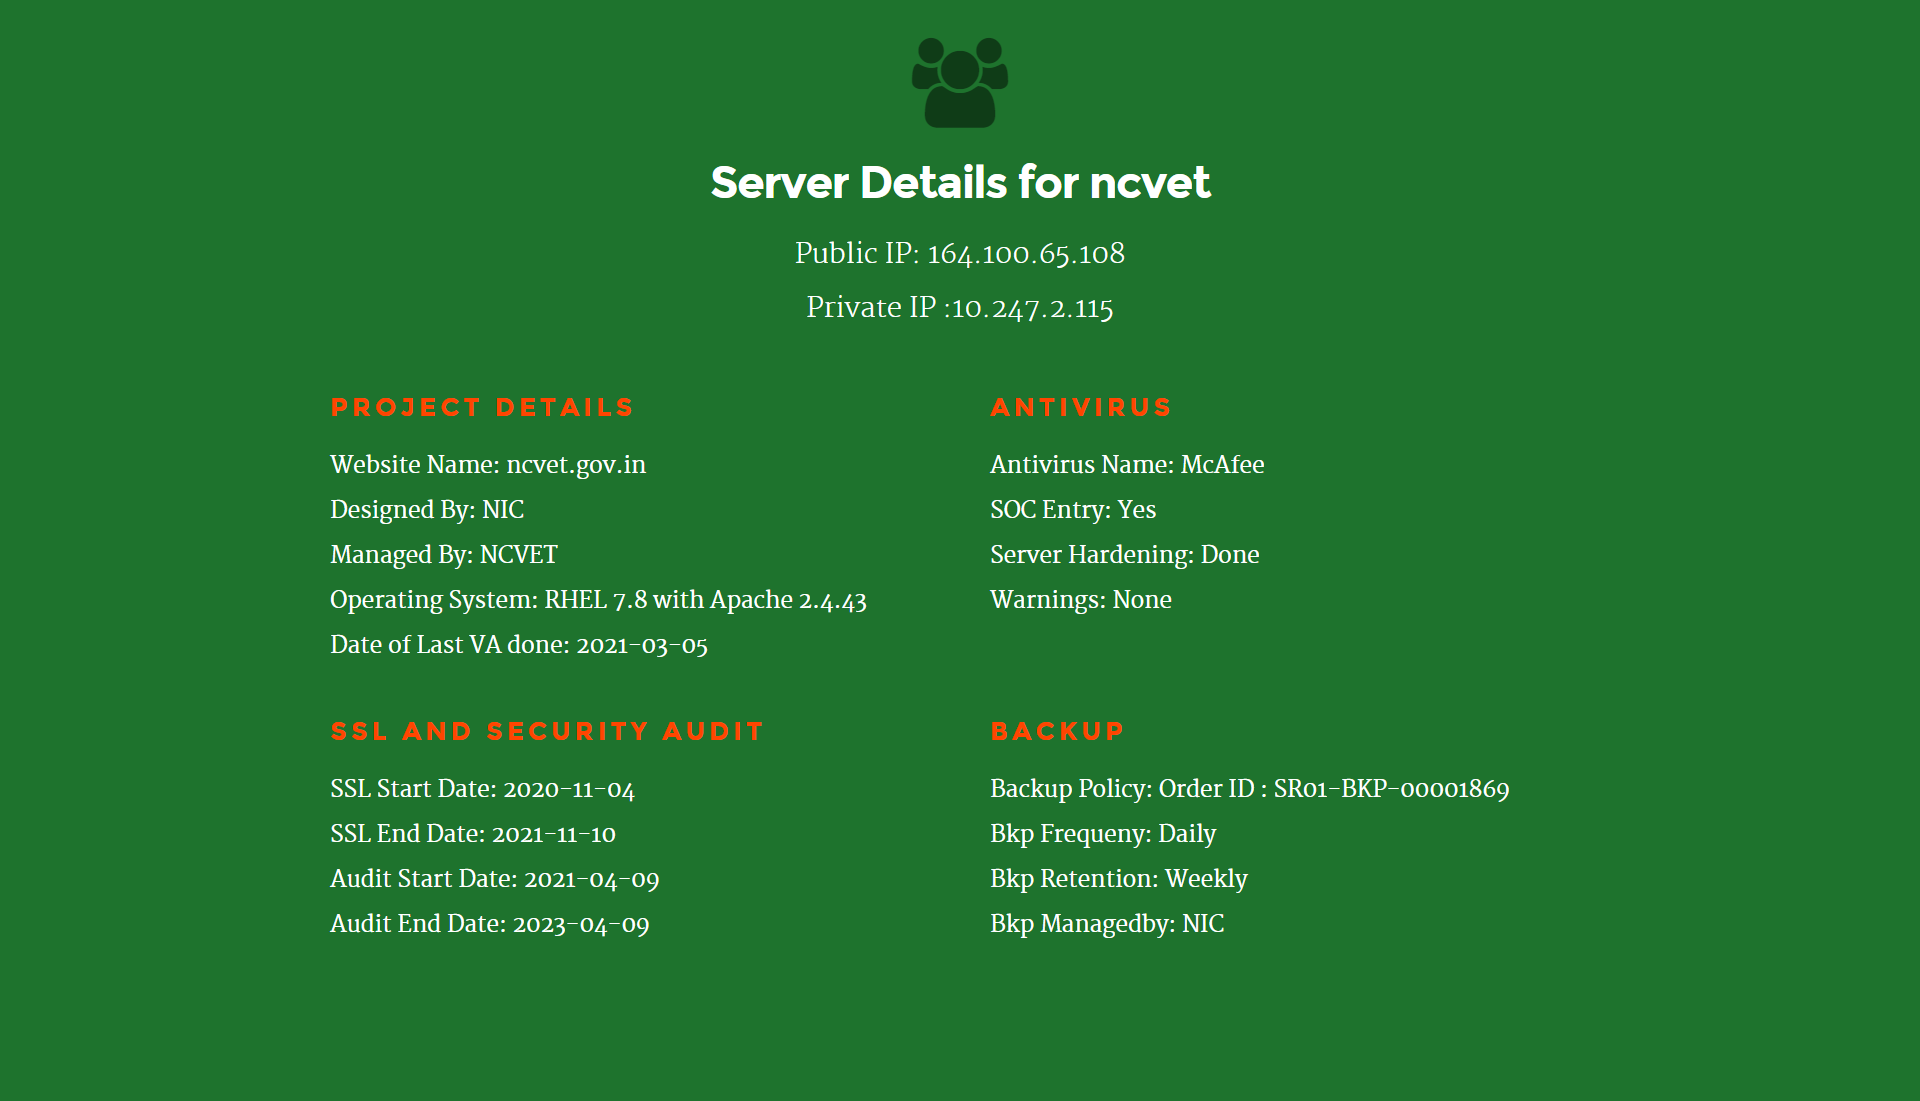 Server Details for ncvet
Public IP: 164.100.65.108
Private IP :10.247.2.115
PROJECT DETAILS
Website Name: ncvet.gov.in
Designed By: NIC
Managed By: NCVET
Operating System: RHEL 7.8 with Apache 2.4.43
Date of Last VA done: 2021-03-05
ANTIVIRUS
Antivirus Name: McAfee
SOC Entry: Yes
Server Hardening: Done
Warnings: None
SSL AND SECURITY AUDIT
SSL Start Date: 2020-11-04
SSL End Date: 2021-11-10
Audit Start Date: 2021-04-09
Audit End Date: 2023-04-09
BACKUP
Backup Policy: Order ID : SR01-BKP-00001869
Bkp Frequeny: Daily
Bkp Retention: Weekly
Bkp Managedby: NIC